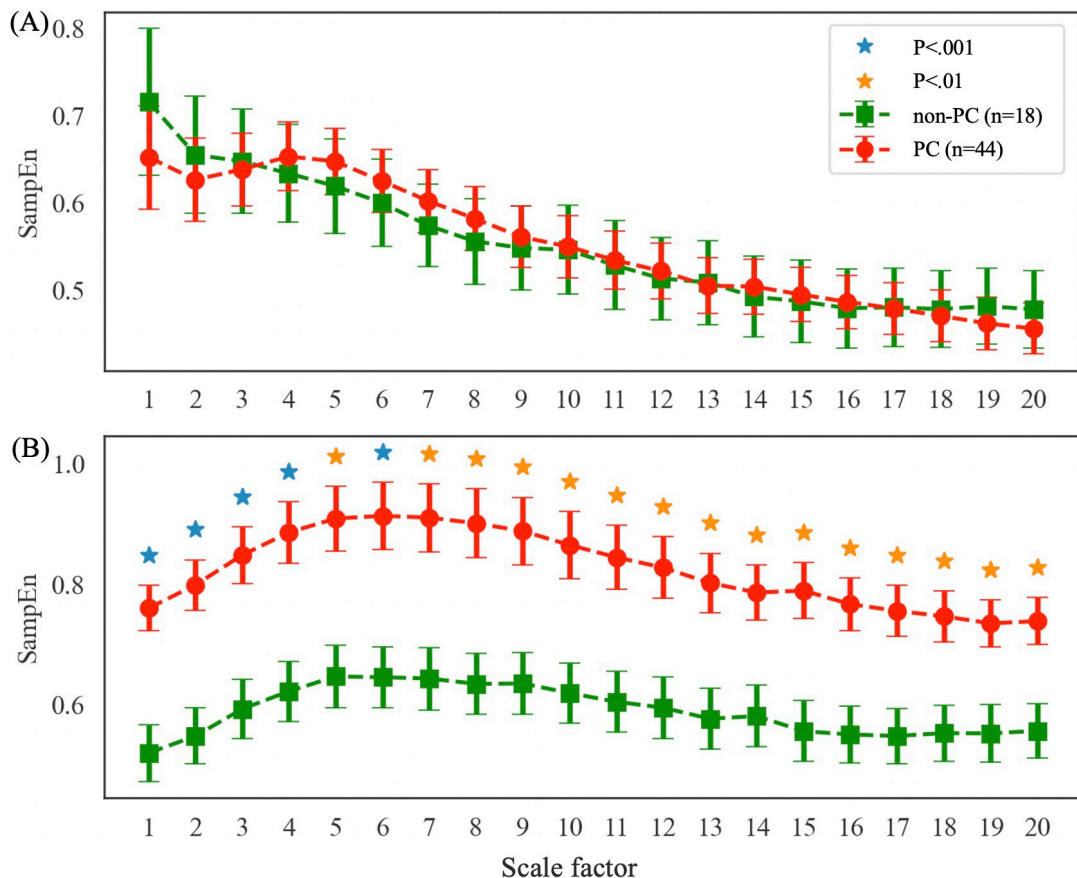 (A)
0.8
0.7
0.6
0.5
SampEn
P<.001
P<.01
non-PC (n=18)
PC (n=44)
1 2 3 4 5 6 7 8 9 10 11 12 13 14 15 16 17 18 19 20
(B)
1.0
0.8
0.6
SampEn
1 2 3 4 5 6 7 8 9 10 11 12 13 14 15 16 17 18 19 20
Scale factor